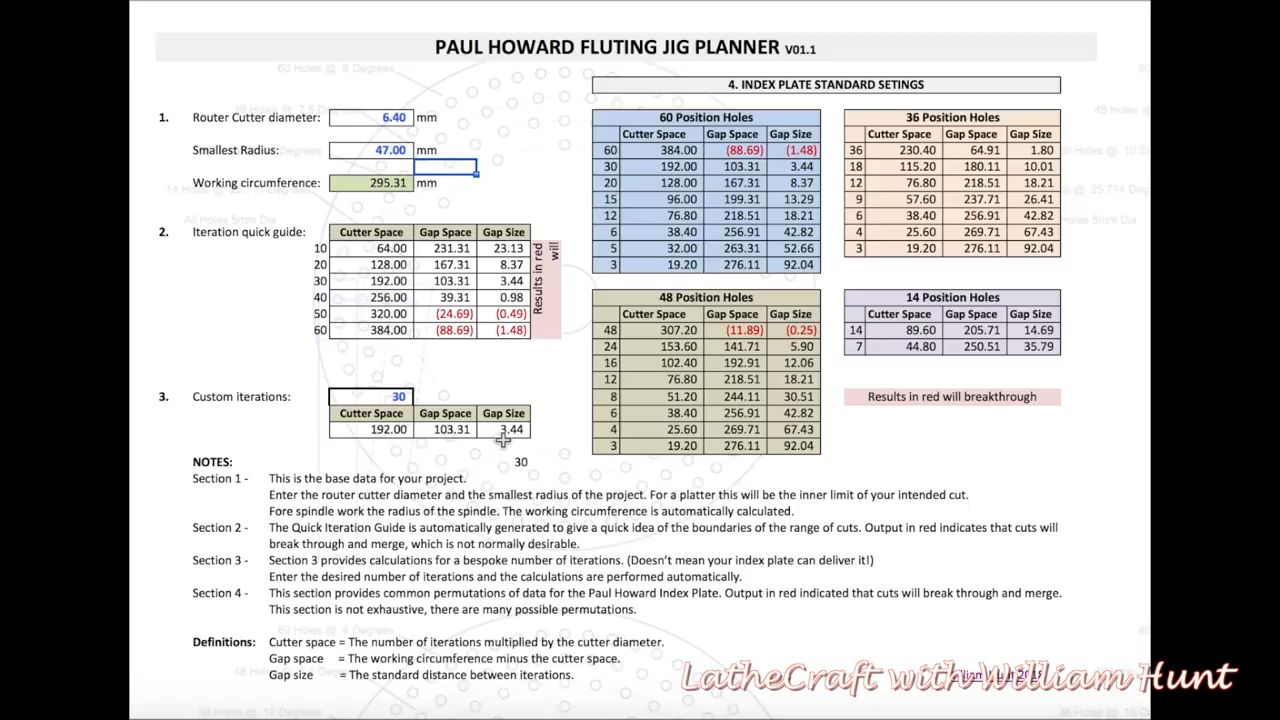 PAUL HOWARD FLUTING JIG PLANNER V01.1
60 Holes @ 6 Degrees
1. Router Cutter diameter: 6.40 mm
Smallest Radius: 47.00 mm
Working circumference: 295.31 mm
All Holes 5mm Dia
2. Iteration quick guide:
Cutter Space Gap Space Gap Size
10 64.00 231.31 23.13
20 128.00 167.31 8.37
30 192.00 103.31 3.44
40 256.00 39.31 0.98
50 320.00 (24.69) (0.49)
60 384.00 (88.69) (1.48)
Results in red will
3. Custom iterations: 30
Cutter Space Gap Space Gap Size
192.00 103.31 3.44
30
4. INDEX PLATE STANDARD SETINGS
60 Position Holes
Cutter Space Gap Space Gap Size
60 384.00 (88.69) (1.48)
30 192.00 103.31 3.44
20 128.00 167.31 8.37
15 96.00 199.31 13.29
12 76.80 218.51 18.21
6 38.40 256.91 42.82
5 32.00 263.31 52.66
3 19.20 276.11 92.04
36 Position Holes
Cutter Space Gap Space Gap Size
36 230.40 64.91 1.80
18 115.20 180.11 10.01
12 76.80 218.51 18.21
9 57.60 237.71 26.41
6 38.40 256.91 42.82
4 25.60 269.71 67.43
3 19.20 276.11 92.04
48 Position Holes
Cutter Space Gap Space Gap Size
48 307.20 (11.89) (0.25)
24 153.60 141.71 5.90
16 102.40 192.91 12.06
12 76.80 218.51 18.21
8 51.20 244.11 30.51
6 38.40 256.91 42.82
4 25.60 269.71 67.43
3 19.20 276.11 92.04
14 Position Holes
Cutter Space Gap Space Gap Size
14 89.60 205.71 14.69
7 44.80 250.51 35.79
Results in red will breakthrough
NOTES:
Section 1 - This is the base data for your project.
Enter the router cutter diameter and the smallest radius of the project. For a platter this will be the inner limit of your intended cut.
Fore spindle work the radius of the spindle. The working circumference is automatically calculated.
Section 2 - The Quick Iteration Guide is automatically generated to give a quick idea of the boundaries of the range of cuts. Output in red indicates that cuts will
break through and merge, which is not normally desirable.
Section 3 - Section 3 provides calculations for a bespoke number of iterations. (Doesn't mean your index plate can deliver it!)
Enter the desired number of iterations and the calculations are performed automatically.
Section 4 - This section provides common permutations of data for the Paul Howard Index Plate. Output in red indicated that cuts will break through and merge.
This section is not exhaustive, there are many possible permutations.
60 Holes @ 6 Degrees
Definitions: Cutter space = The number of iterations multiplied by the cutter diameter.
Gap space = The working circumference minus the cutter space.
Gap size = The standard distance between iterations.
LatheCraft with William Hunt